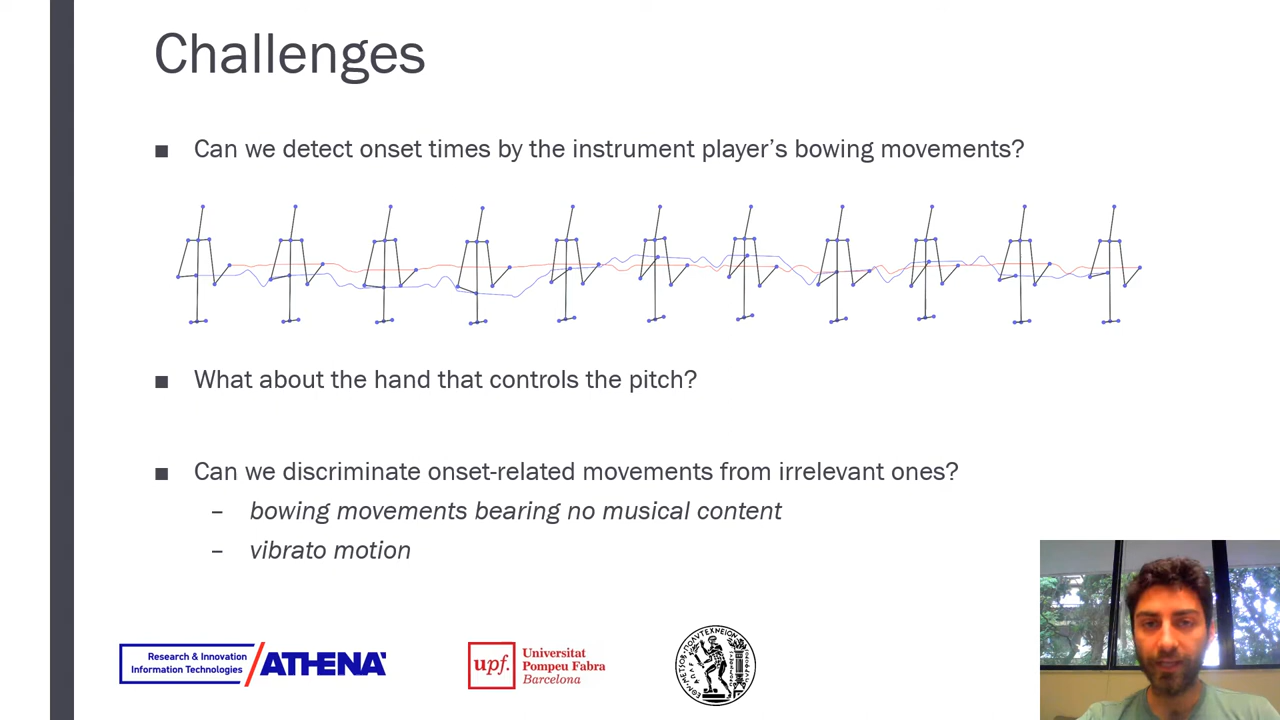 Challenges
■ Can we detect onset times by the instrument player's bowing movements?
■ What about the hand that controls the pitch?
■ Can we discriminate onset-related movements from irrelevant ones?
– bowing movements bearing no musical content
– vibrato motion
Research & Innovation
Information Technologies
ATHENA
upf.
Universitat
Pompeu Fabra
Barcelona